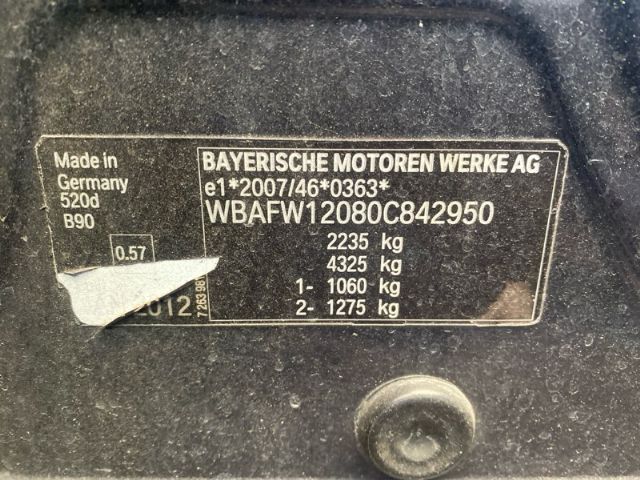 Made in
Germany
520d
B90
0.57
2012
7 263 98
BAYERISCHE MOTOREN WERKE AG
e1*2007/46*0363*
WBAFW12080C842950
2235 kg
4325 kg
1- 1060 kg
2- 1275 kg